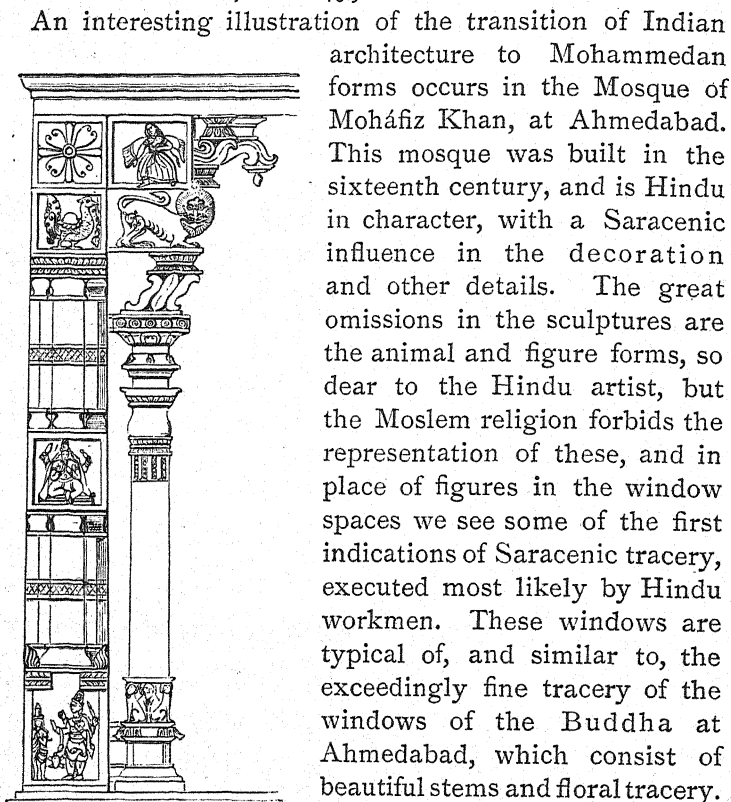 An interesting illustration of the transition of Indian
architecture to Mohammedan
forms occurs in the Mosque of
Moháfiz Khan, at Ahmedabad.
This mosque was built in the
sixteenth century, and is Hindu
in character, with a Saracenic
influence in the decoration
and other details. The great
omissions in the sculptures are
the animal and figure forms, so
dear to the Hindu artist, but
the Moslem religion forbids the
representation of these, and in
place of figures in the window
spaces we see some of the first
indications of Saracenic tracery,
executed most likely by Hindu
workmen. These windows are
typical of, and similar to, the
exceedingly fine tracery of the
windows of the Buddha at
Ahmedabad, which consist of
beautiful stems and floral tracery.